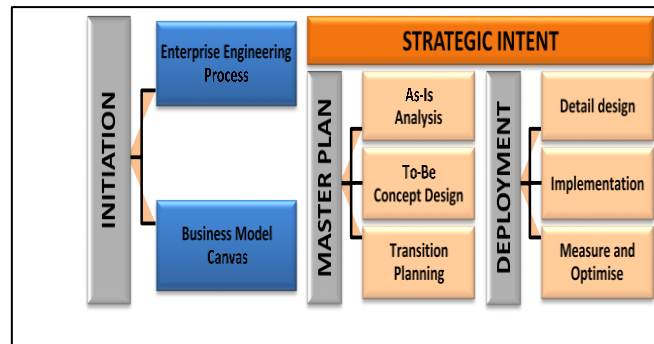 INITIATION
Enterprise Engineering
Process
Business Model
Canvas
STRATEGIC INTENT
MASTER PLAN
As-Is
Analysis
To-Be
Concept Design
Transition
Planning
DEPLOYMENT
Detail design
Implementation
Measure and
Optimise